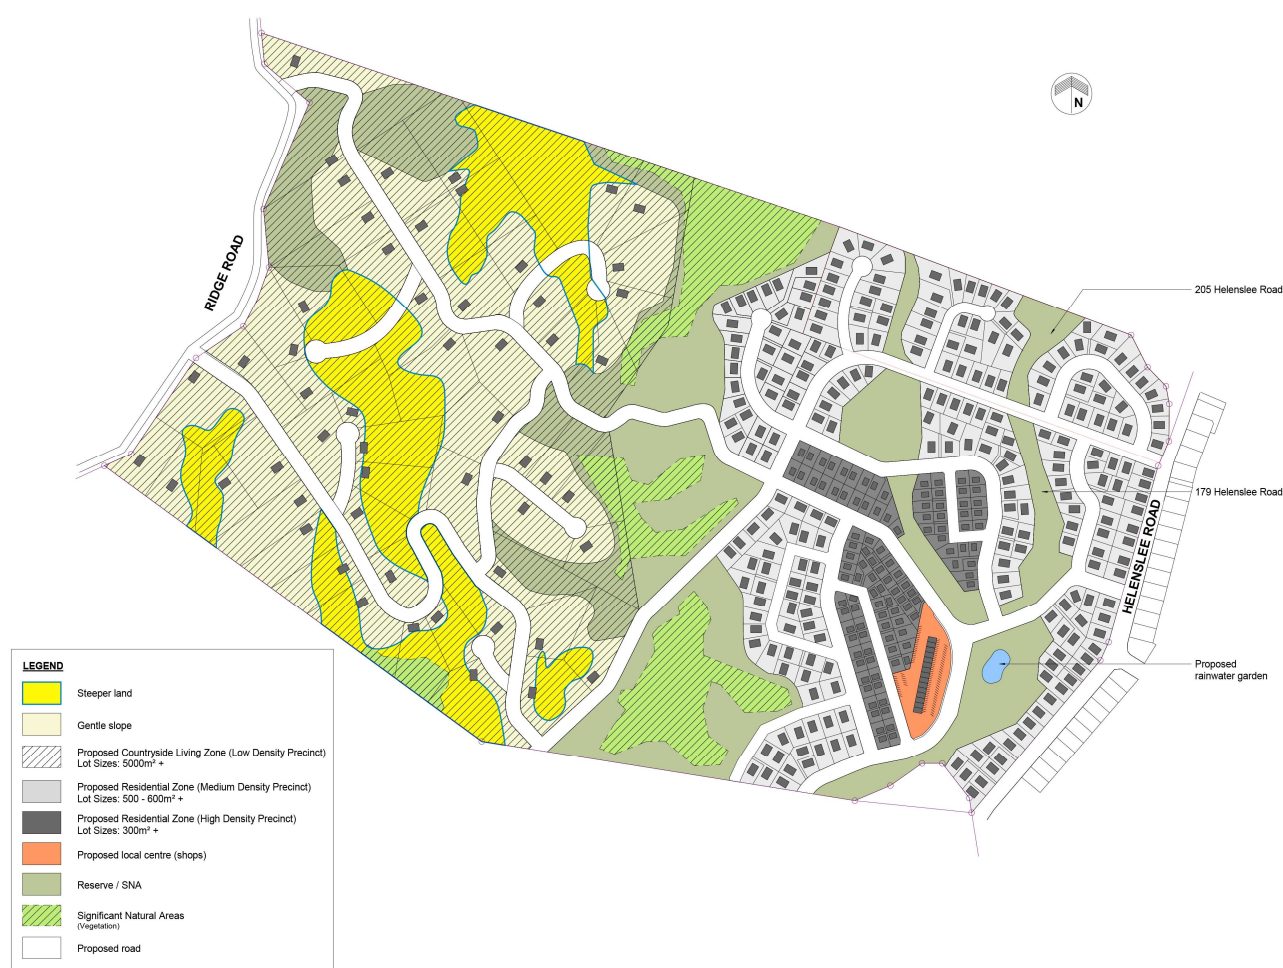 N
RIDGE ROAD
205 Helenslee Road
179 Helenslee Road
HELENSLEE ROAD
Proposed
rainwater garden
LEGEND
Steeper land
Gentle slope
Proposed Countryside Living Zone (Low Density Precinct)
Lot Sizes: 5000m² +
Proposed Residential Zone (Medium Density Precinct)
Lot Sizes: 500 - 600m² +
Proposed Residential Zone (High Density Precinct)
Lot Sizes: 300m² +
Proposed local centre (shops)
Reserve / SNA
Significant Natural Areas
(Vegetation)
Proposed road